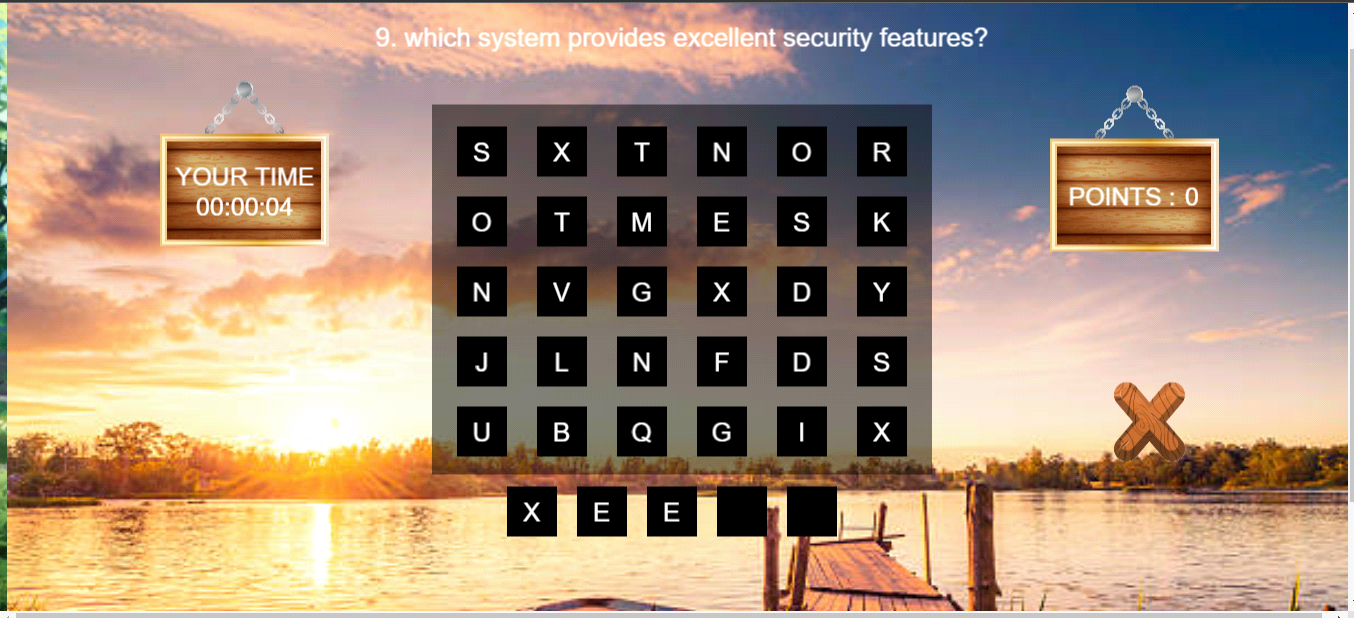 9. which system provides excellent security features?
YOUR TIME
00:00:04
POINTS : 0
S X T N O R
O T M E S K
N V G X D Y
J L N F D S
U B Q G I X
X E E